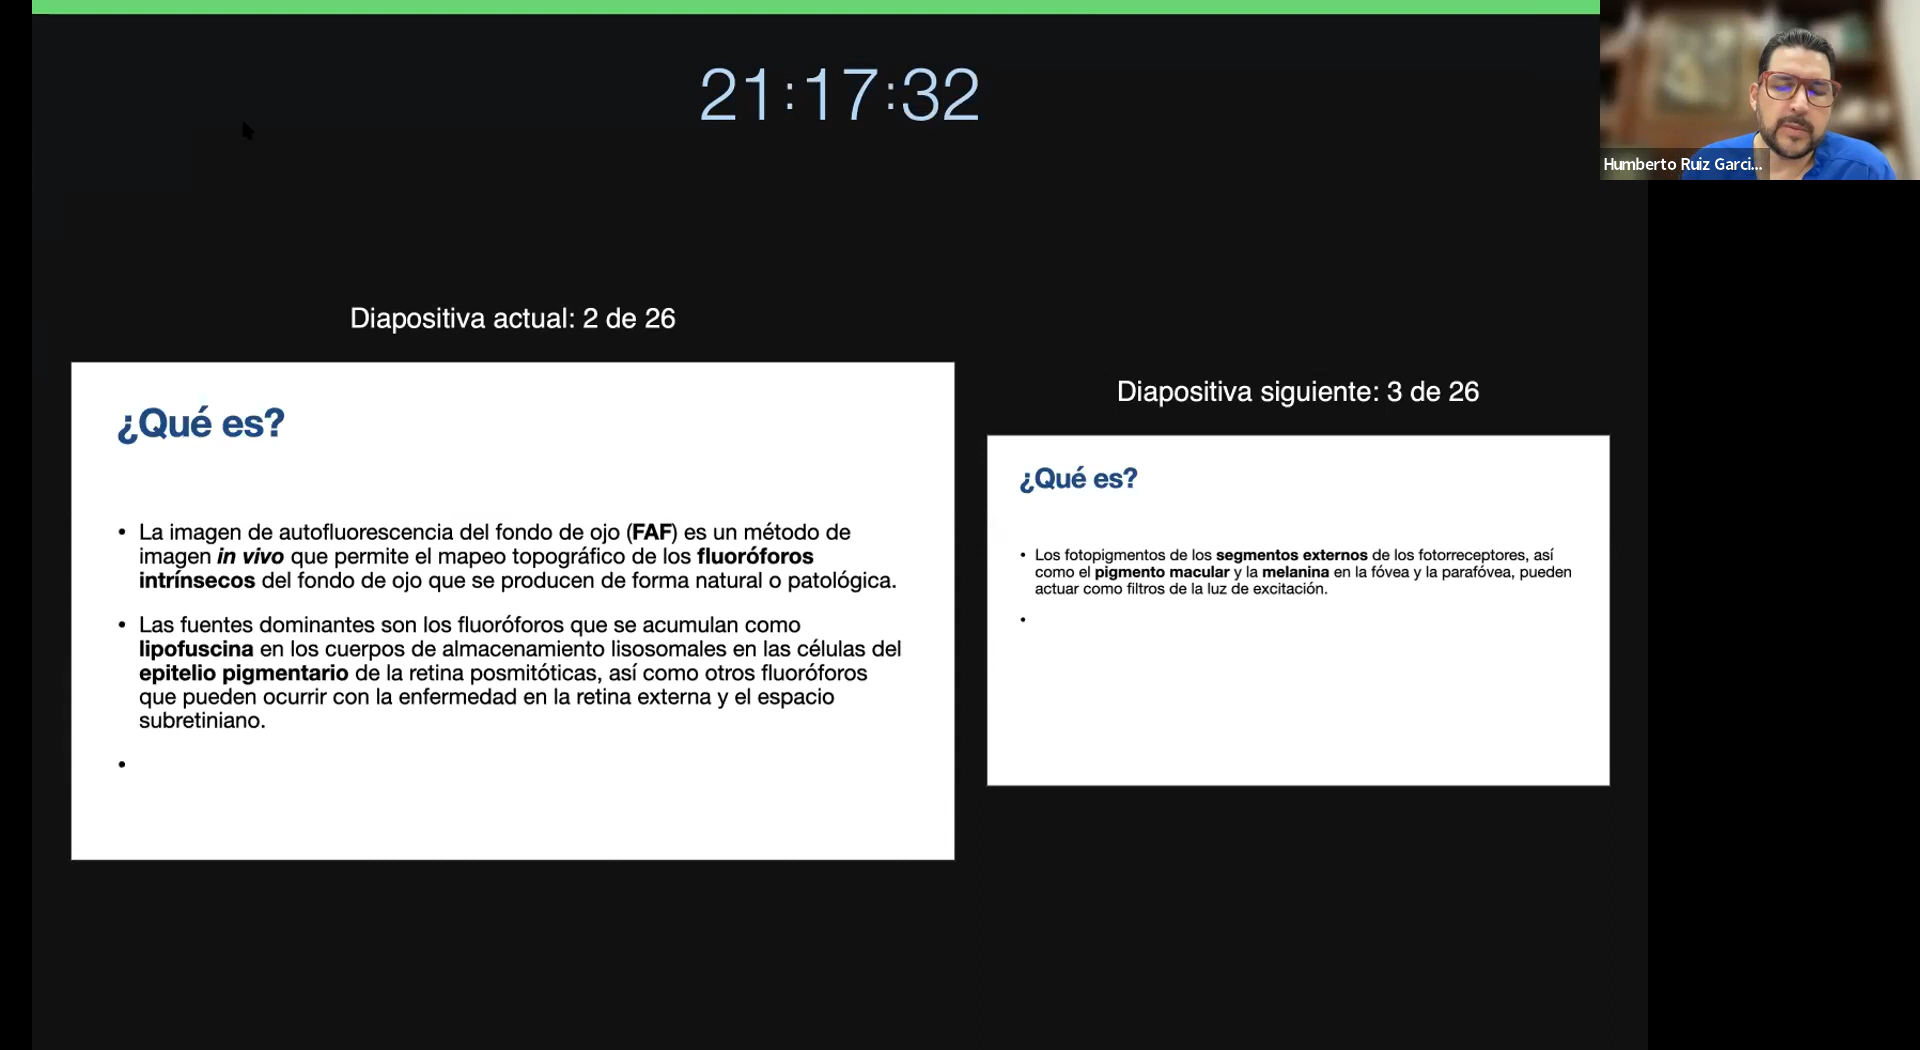 21:17:32
Humberto Ruiz Garci...
Diapositiva actual: 2 de 26
¿Qué es?
• La imagen de autofluorescencia del fondo de ojo (FAF) es un método de
imagen in vivo que permite el mapeo topográfico de los fluoróforos
intrínsecos del fondo de ojo que se producen de forma natural o patológica.
• Las fuentes dominantes son los fluoróforos que se acumulan como
lipofuscina en los cuerpos de almacenamiento lisosomales en las células del
epitelio pigmentario de la retina posmitóticas, así como otros fluoróforos
que pueden ocurrir con la enfermedad en la retina externa y el espacio
subretiniano.
•
Diapositiva siguiente: 3 de 26
¿Qué es?
• Los fotopigmentos de los segmentos externos de los fotorreceptores, así
como el pigmento macular y la melanina en la fóvea y la parafóvea, pueden
actuar como filtros de la luz de excitación.
•